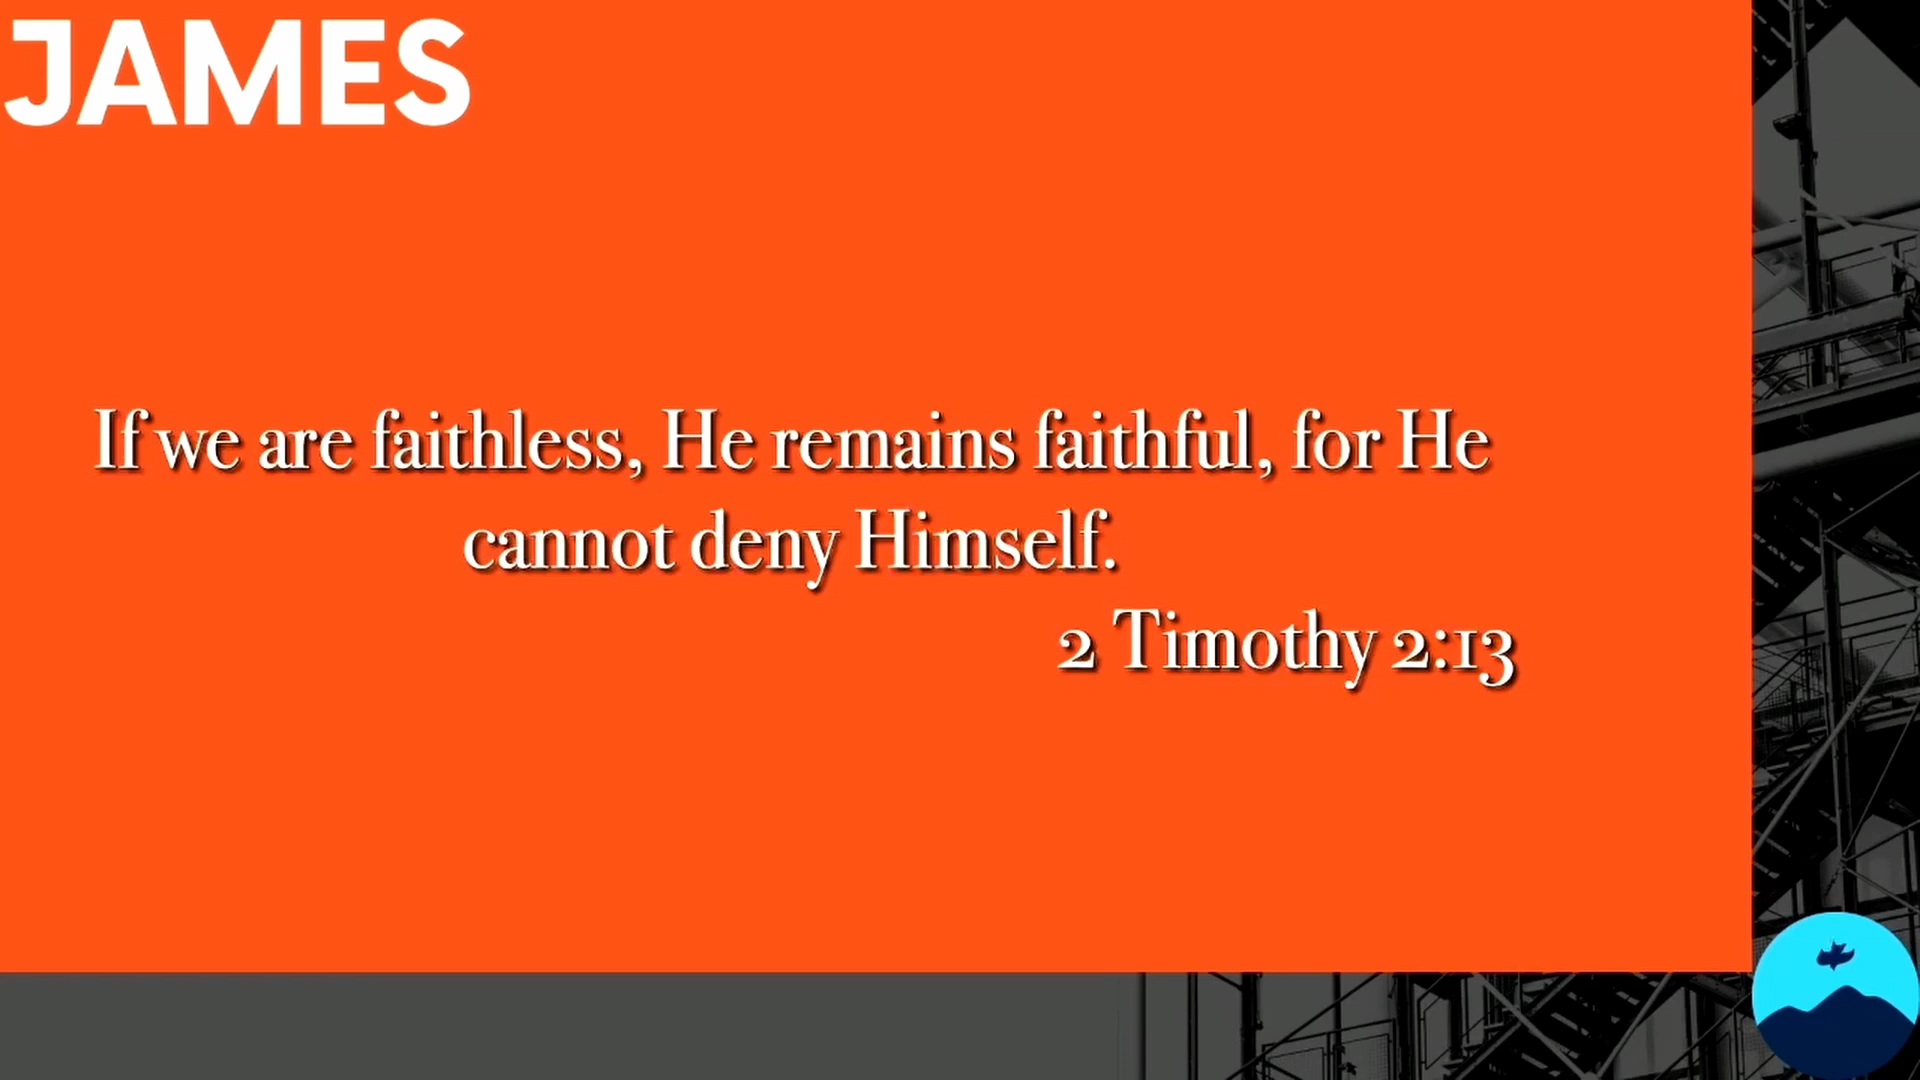 JAMES
If we are faithless, He remains faithful, for He
cannot deny Himself.
2 Timothy 2:13